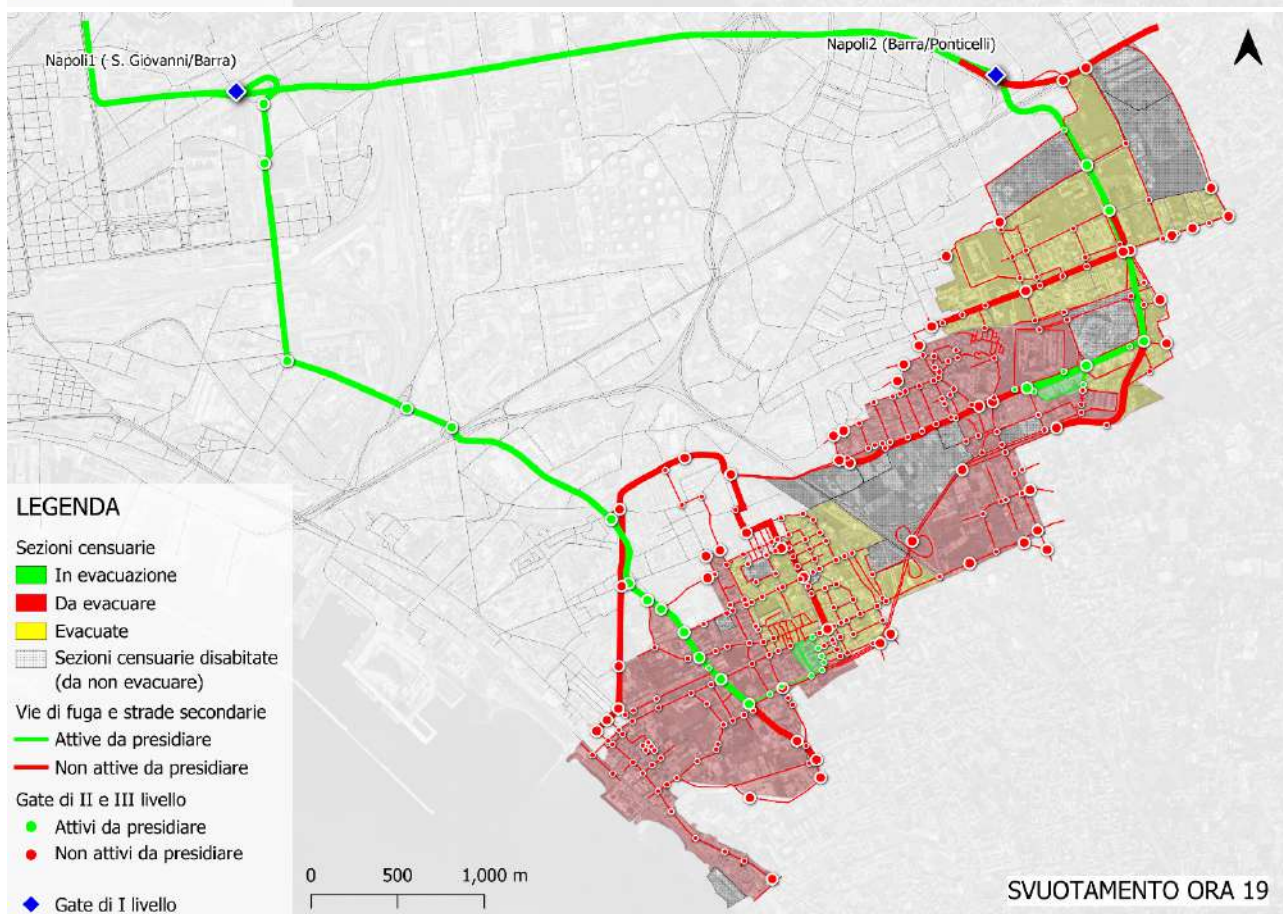 Napoli1 ( S. Giovanni/Barra)
Napoli2 (Barra/Ponticelli)
LEGENDA
Sezioni censuarie
In evacuazione
Da evacuare
Evacuate
Sezioni censuarie disabitate
(da non evacuare)
Vie di fuga e strade secondarie
Attive da presidiare
Non attive da presidiare
Gate di II e III livello
Attivi da presidiare
Non attivi da presidiare
Gate di I livello
0 500 1,000 m
SVUOTAMENTO ORA 19